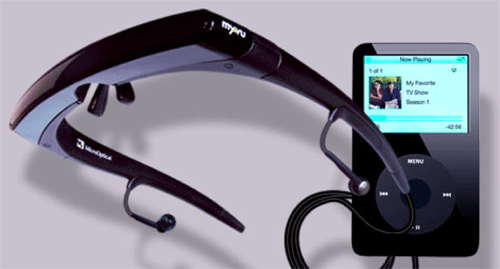 myvu
MicroOptical
Now Playing
1 of 1
My Favorite
TV Show
Season 1
-42:56
MENU